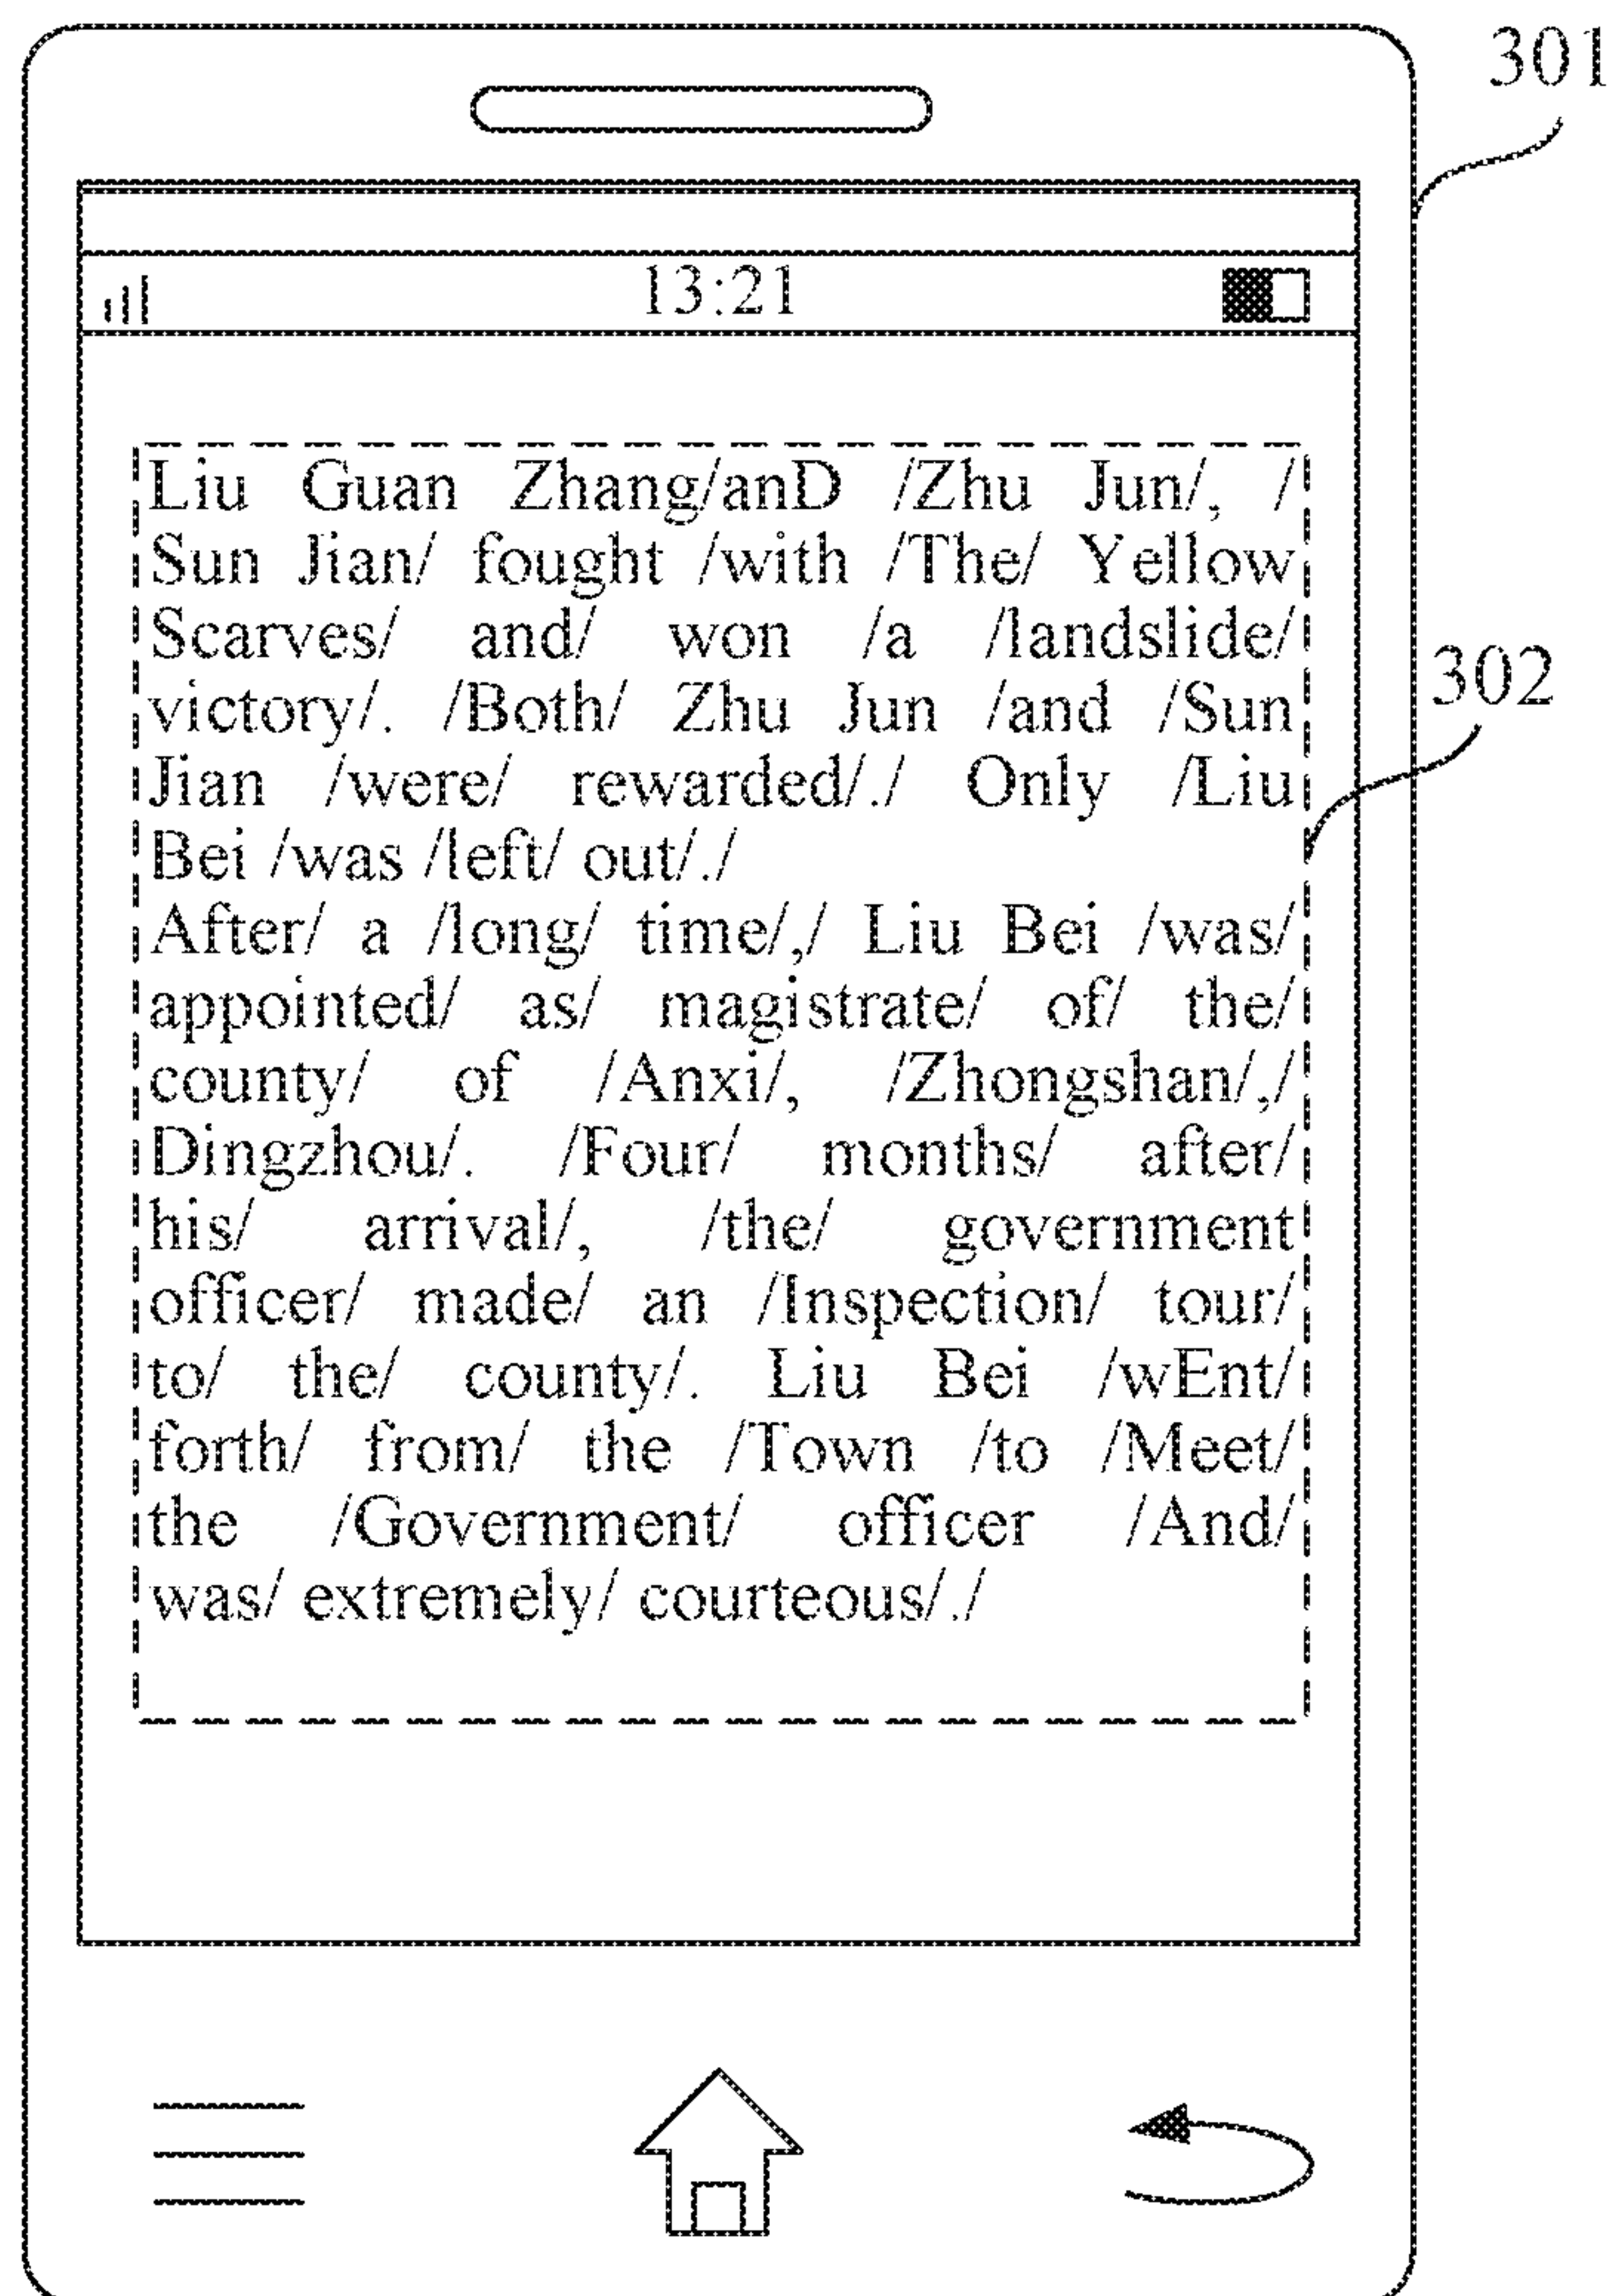 301
13:21
Liu Guan Zhang/anD /Zhu Jun/, /
Sun Jian/ fought /with /The/ Yellow
Scarves/ and/ won /a /landslide/
302
victory/. /Both/ Zhu Jun /and /Sun
Jian /were/ rewarded/./ Only /Liu
Bei /was /left/ out/./
After/ a /long/ time/,/ Liu Bei /was/
appointed/ as/ magistrate/ of/ the/
county/ of /Anxi/, /Zhongshan/,/
Dingzhou/. /Four/ months/ after/
his/ arrival/, /the/ government
officer/ made/ an /Inspection/ tour/
to/ the/ county/. Liu Bei /wEnt/
forth/ from/ the /Town /to /Meet/
the /Government/ officer /And/
was/ extremely/ courteous/./